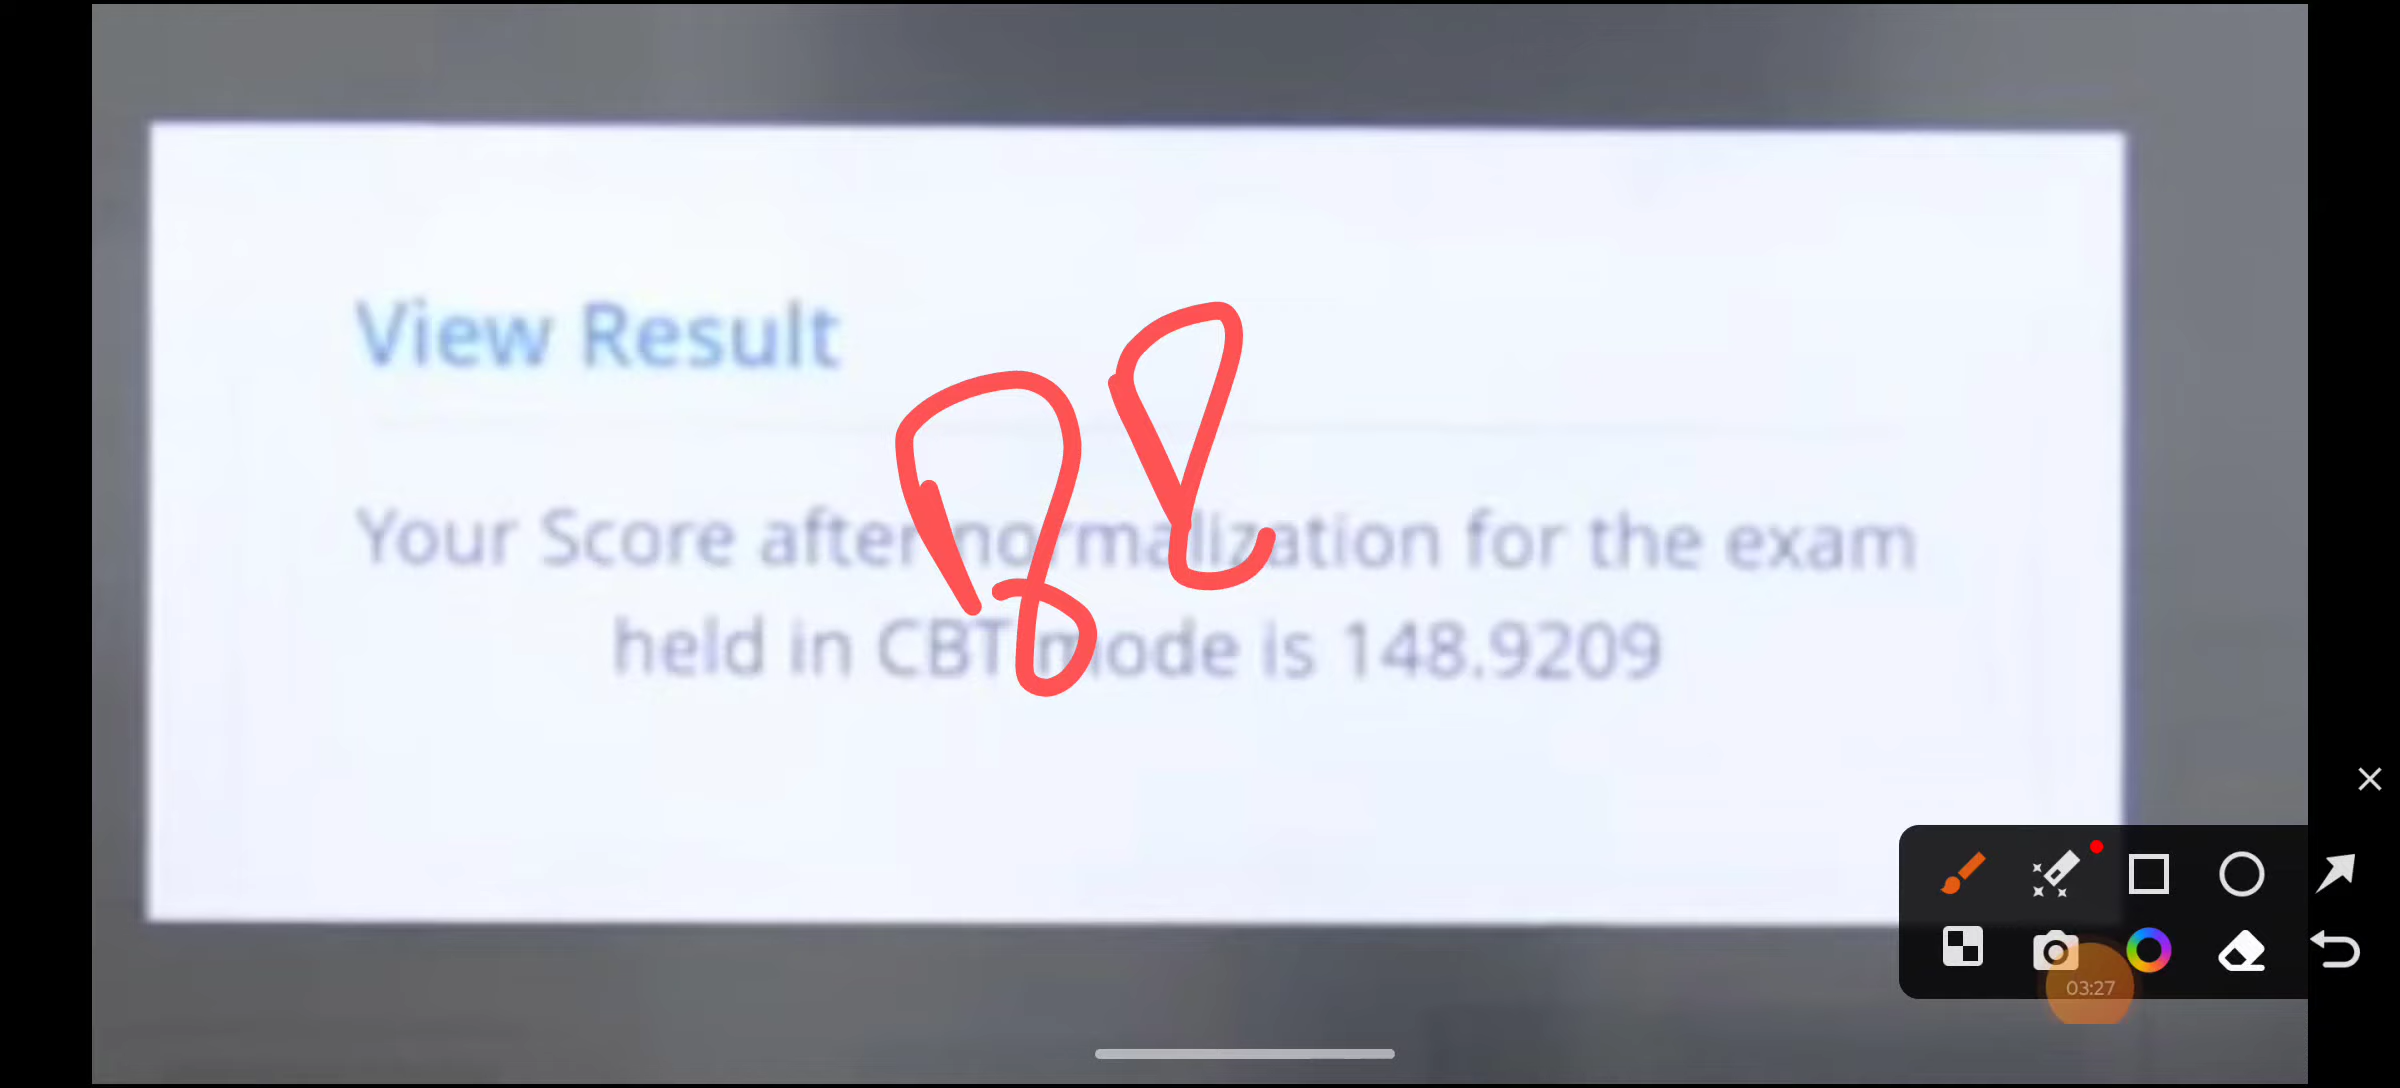 View Result
Your Score after normalization for the exam
held in CBT mode is 148.9209
03:27